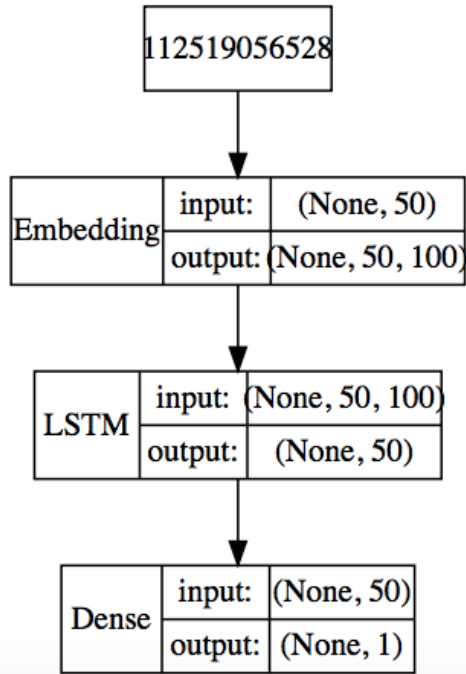 112519056528
Embedding
input: (None, 50)
output: (None, 50, 100)
LSTM
input: (None, 50, 100)
output: (None, 50)
Dense
input: (None, 50)
output: (None, 1)